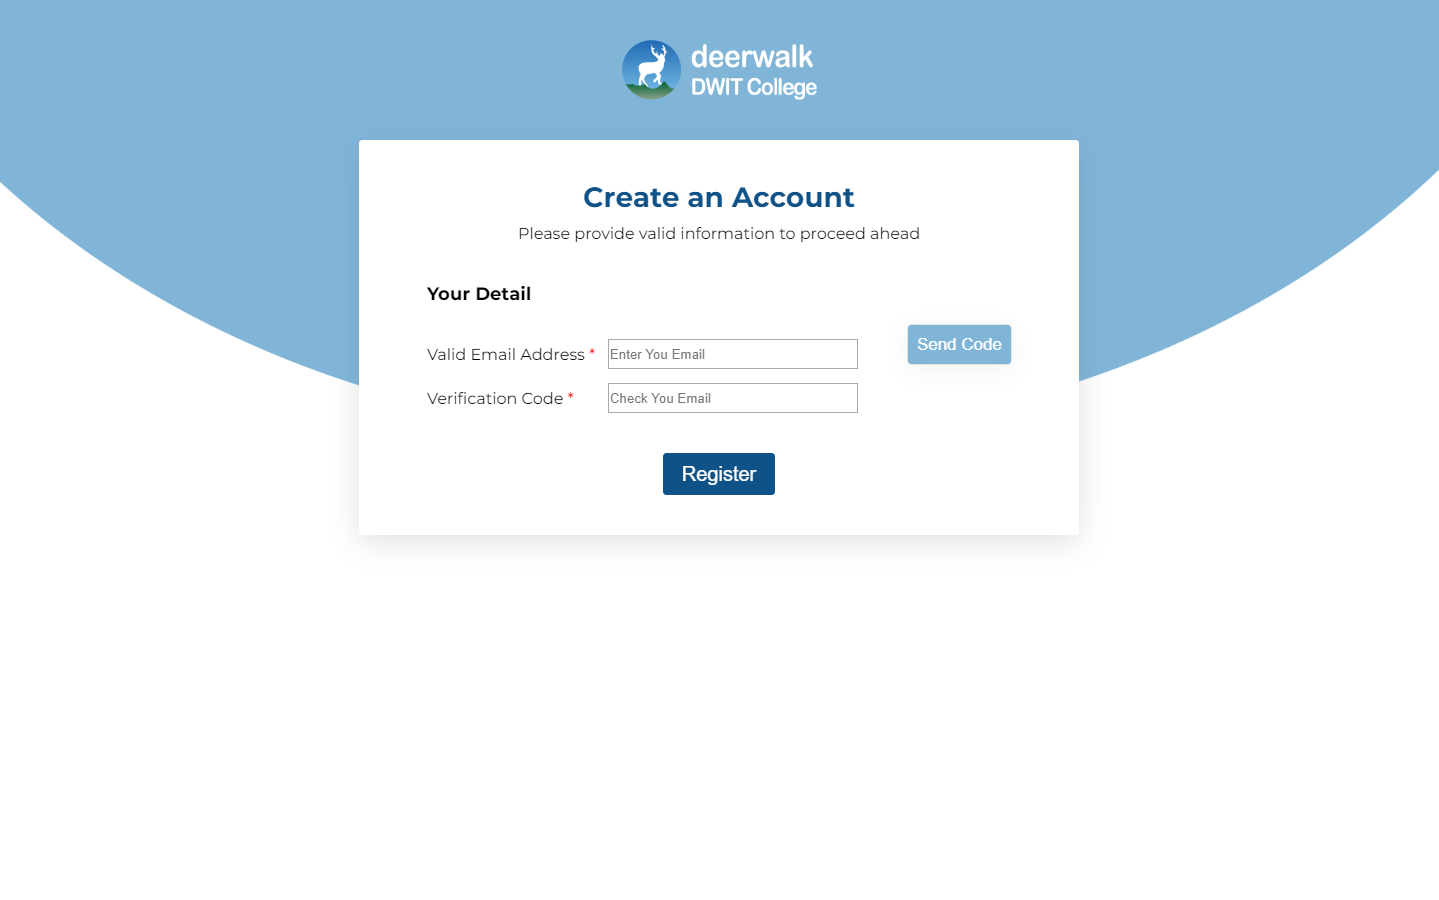 deerwalk
DWIT College
Create an Account
Please provide valid information to proceed ahead
Your Detail
Valid Email Address * Enter You Email Send Code
Verification Code * Check You Email
Register